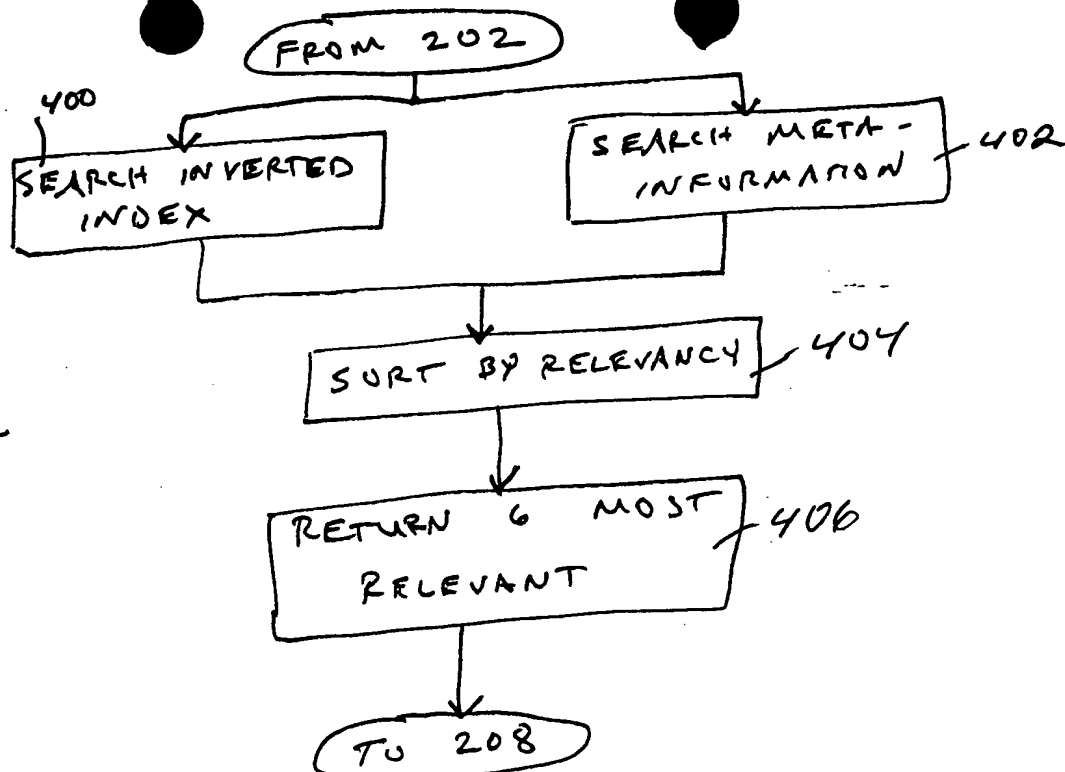 FROM 202
400
SEARCH INVERTED
INDEX
SEARCH META-
INFORMATION
402
SORT BY RELEVANCY
404
RETURN 6 MOST
RELEVANT
406
TO 208